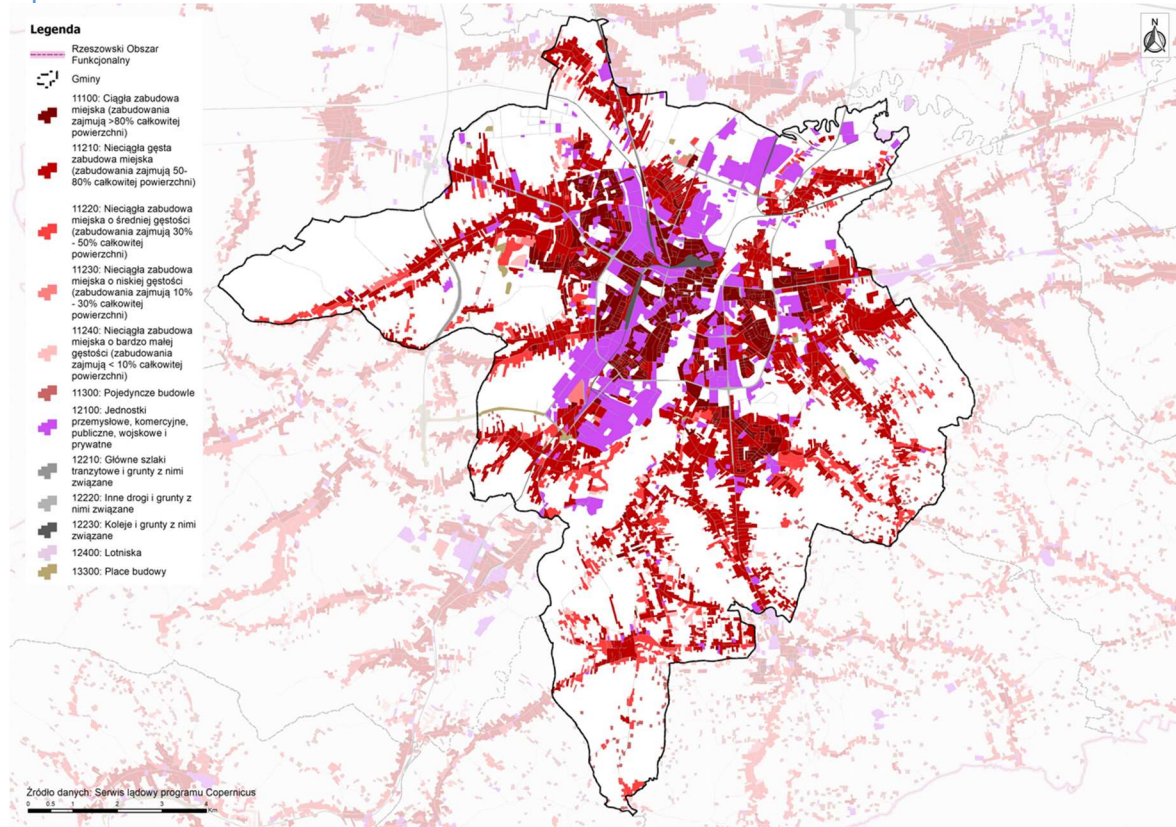 Legenda
Rzeszowski Obszar
Funkcjonalny
Gminy
11100: Ciągła zabudowa
miejska (zabudowania
zajmują >80% całkowitej
powierzchni)
11210: Nieciągła gęsta
zabudowa miejska
(zabudowania zajmują 50-
80% całkowitej powierzchni)
11220: Nieciągła zabudowa
miejska o średniej gęstości
(zabudowania zajmują 30%
- 50% całkowitej
powierzchni)
11230: Nieciągła zabudowa
miejska o niskiej gęstości
(zabudowania zajmują 10%
- 30% całkowitej
powierzchni)
11240: Nieciągła zabudowa
miejska o bardzo małej
gęstości (zabudowania
zajmują < 10% całkowitej
powierzchni)
11300: Pojedyncze budowle
12100: Jednostki
przemysłowe, komercyjne,
publiczne, wojskowe i
prywatne
12210: Główne szlaki
tranzytowe i grunty z nimi
związane
12220: Inne drogi i grunty z
nimi związane
12230: Koleje i grunty z nimi
związane
12400: Lotniska
13300: Place budowy
N
Źródło danych: Serwis lądowy programu Copernicus
0 0.5 1 2 3 4
Km